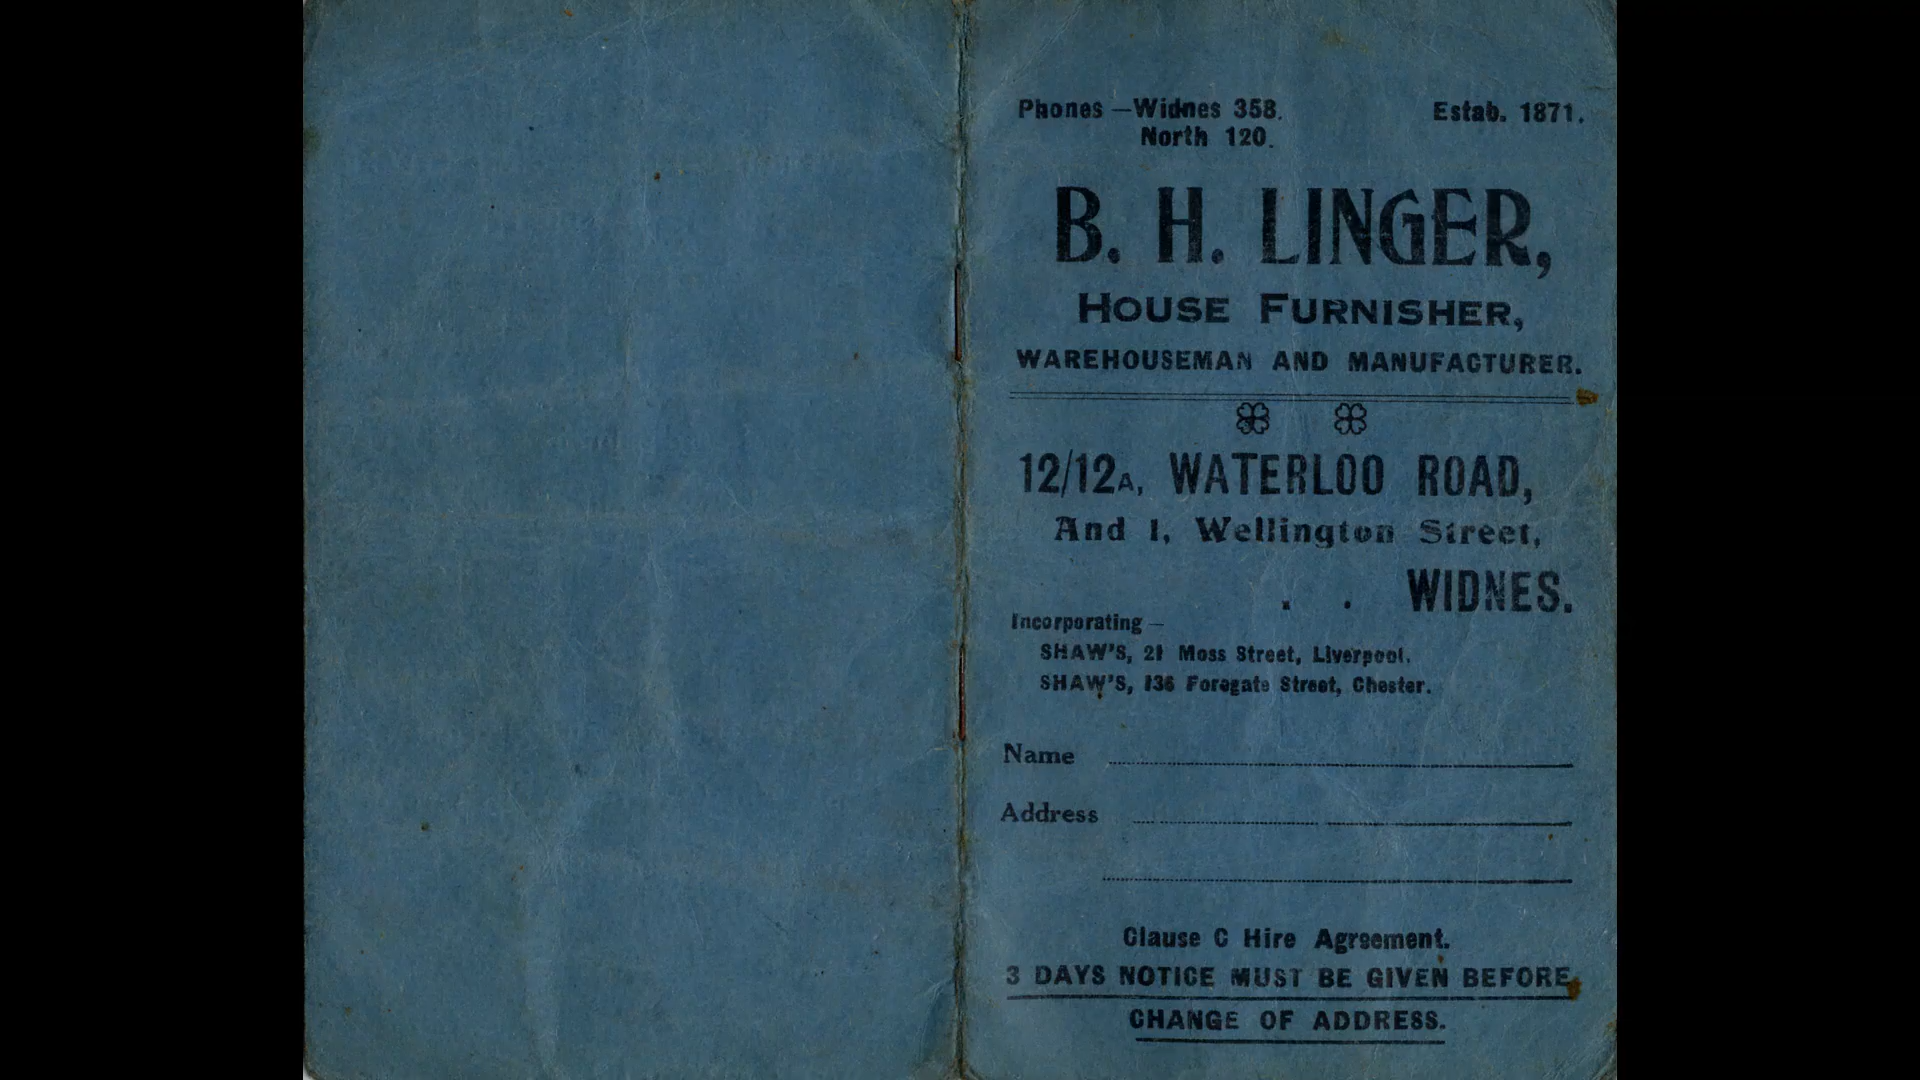 Phones —Widnes 358.
North 120.
Estab. 1871.
B. H. LINGER,
HOUSE FURNISHER,
WAREHOUSEMAN AND MANUFACTURER.
12/12A, WATERLOO ROAD,
And 1, Wellington Street,
. . WIDNES.
Incorporating—
SHAW'S, 21 Moss Street, Liverpool.
SHAW'S, 136 Foregate Street, Chester.
Name
Address
Clause C Hire Agreement.
3 DAYS NOTICE MUST BE GIVEN BEFORE
CHANGE OF ADDRESS.